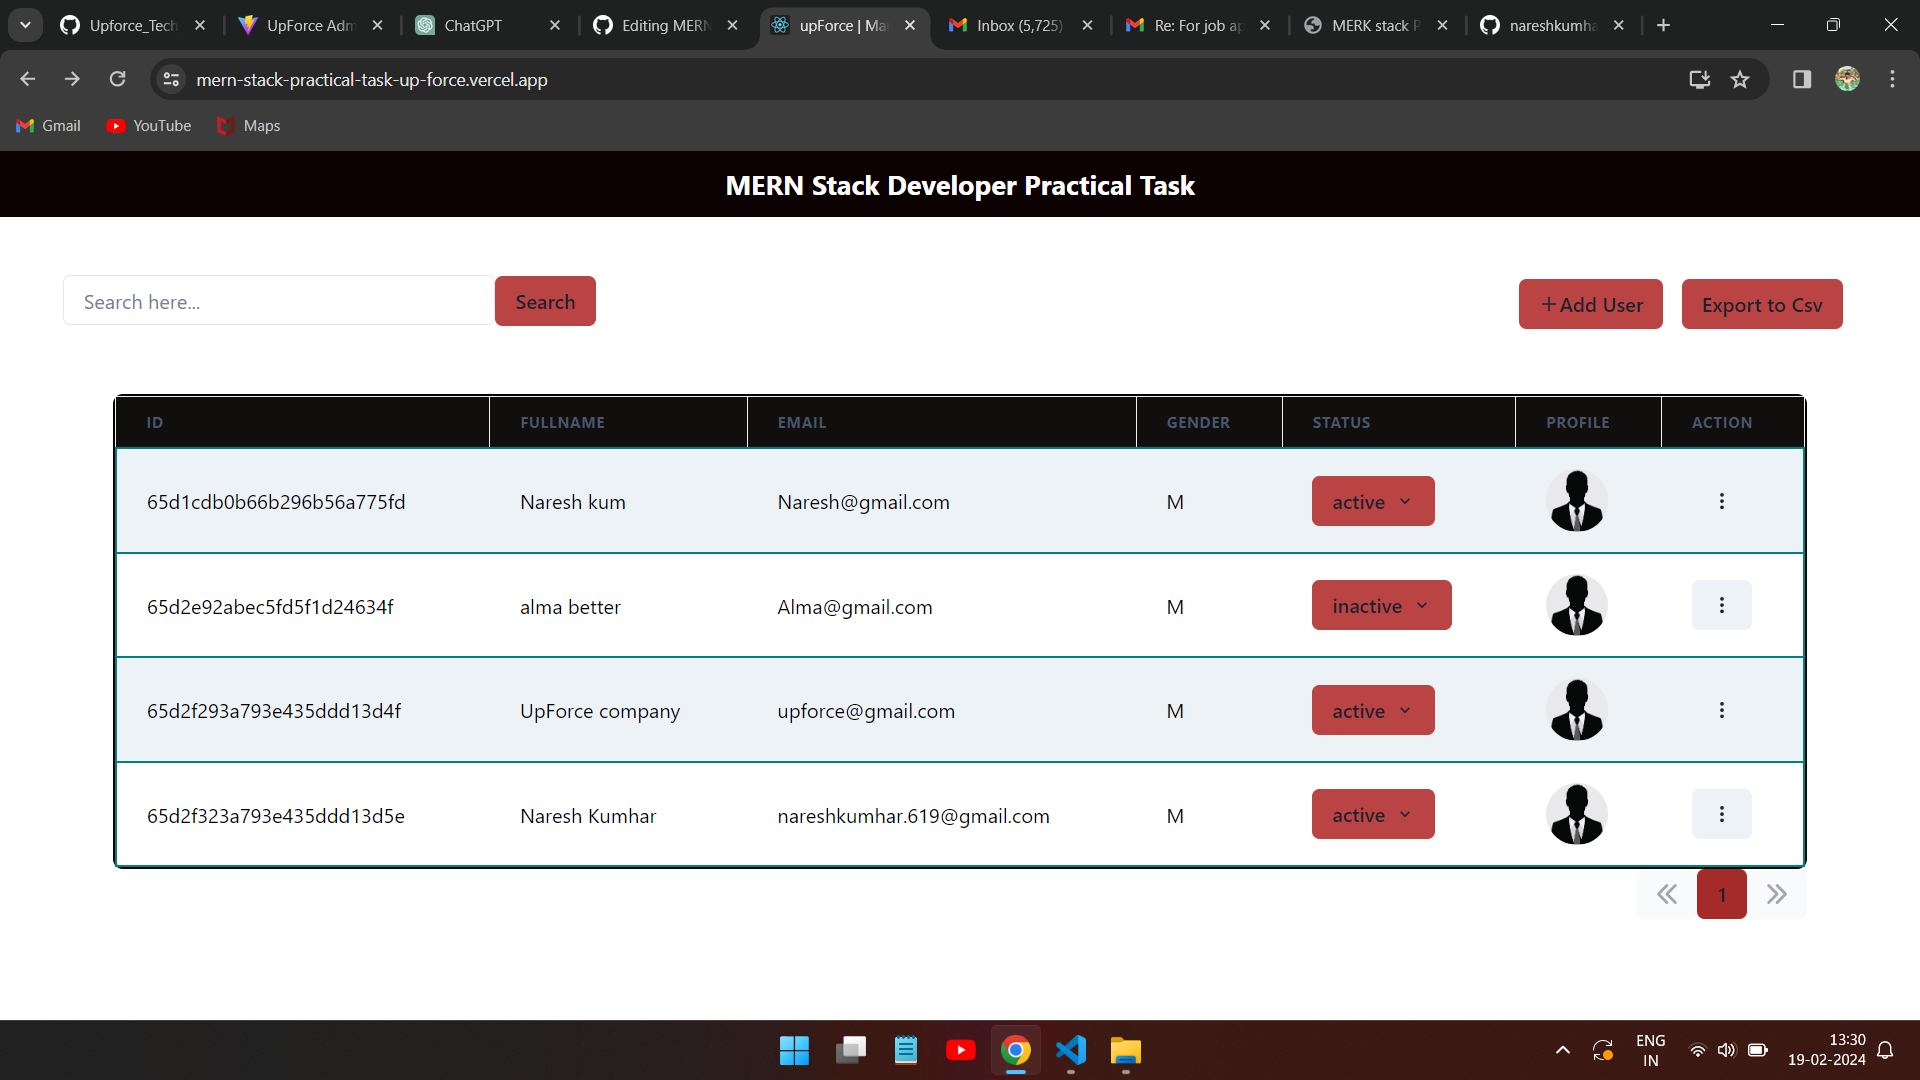 Upforce_Tech
UpForce Adm
ChatGPT
Editing MERN
upForce | Ma
Inbox (5,725)
Re: For job ap
MERK stack P
nareshkumha
mern-stack-practical-task-up-force.vercel.app
Gmail
YouTube
Maps
MERN Stack Developer Practical Task
Search here...
Search
+Add User
Export to Csv
ID FULLNAME EMAIL GENDER STATUS PROFILE ACTION
65d1cdb0b66b296b56a775fd Naresh kum Naresh@gmail.com M active
65d2e92abec5fd5f1d24634f alma better Alma@gmail.com M inactive
65d2f293a793e435ddd13d4f UpForce company upforce@gmail.com M active
65d2f323a793e435ddd13d5e Naresh Kumhar nareshkumhar.619@gmail.com M active
1
ENG
IN
13:30
19-02-2024